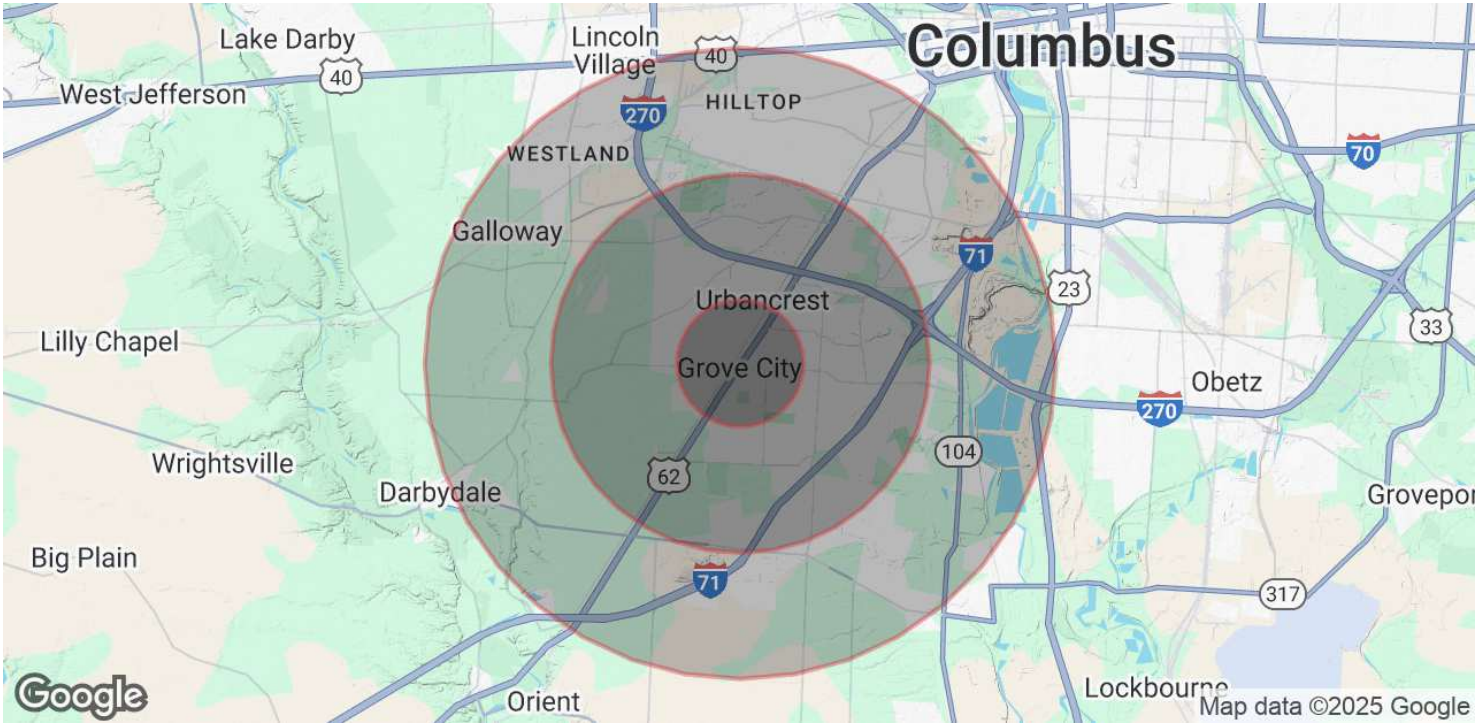 Lake Darby
Lincoln
Village
40
40
Columbus
West Jefferson
270
HILLTOP
WESTLAND
70
Galloway
71
23
Urbancrest
33
Lilly Chapel
Grove City
Obetz
270
104
Wrightsville
62
Darbydale
Grovepor
Big Plain
71
317
Google
Orient
Lockbourne
Map data ©2025 Google